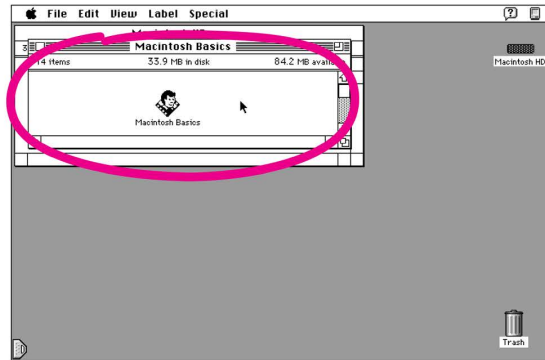 File Edit View Label Special
Macintosh Basics
14 items 33.9 MB in disk 84.2 MB
Macintosh HD
Macintosh Basics
Trash